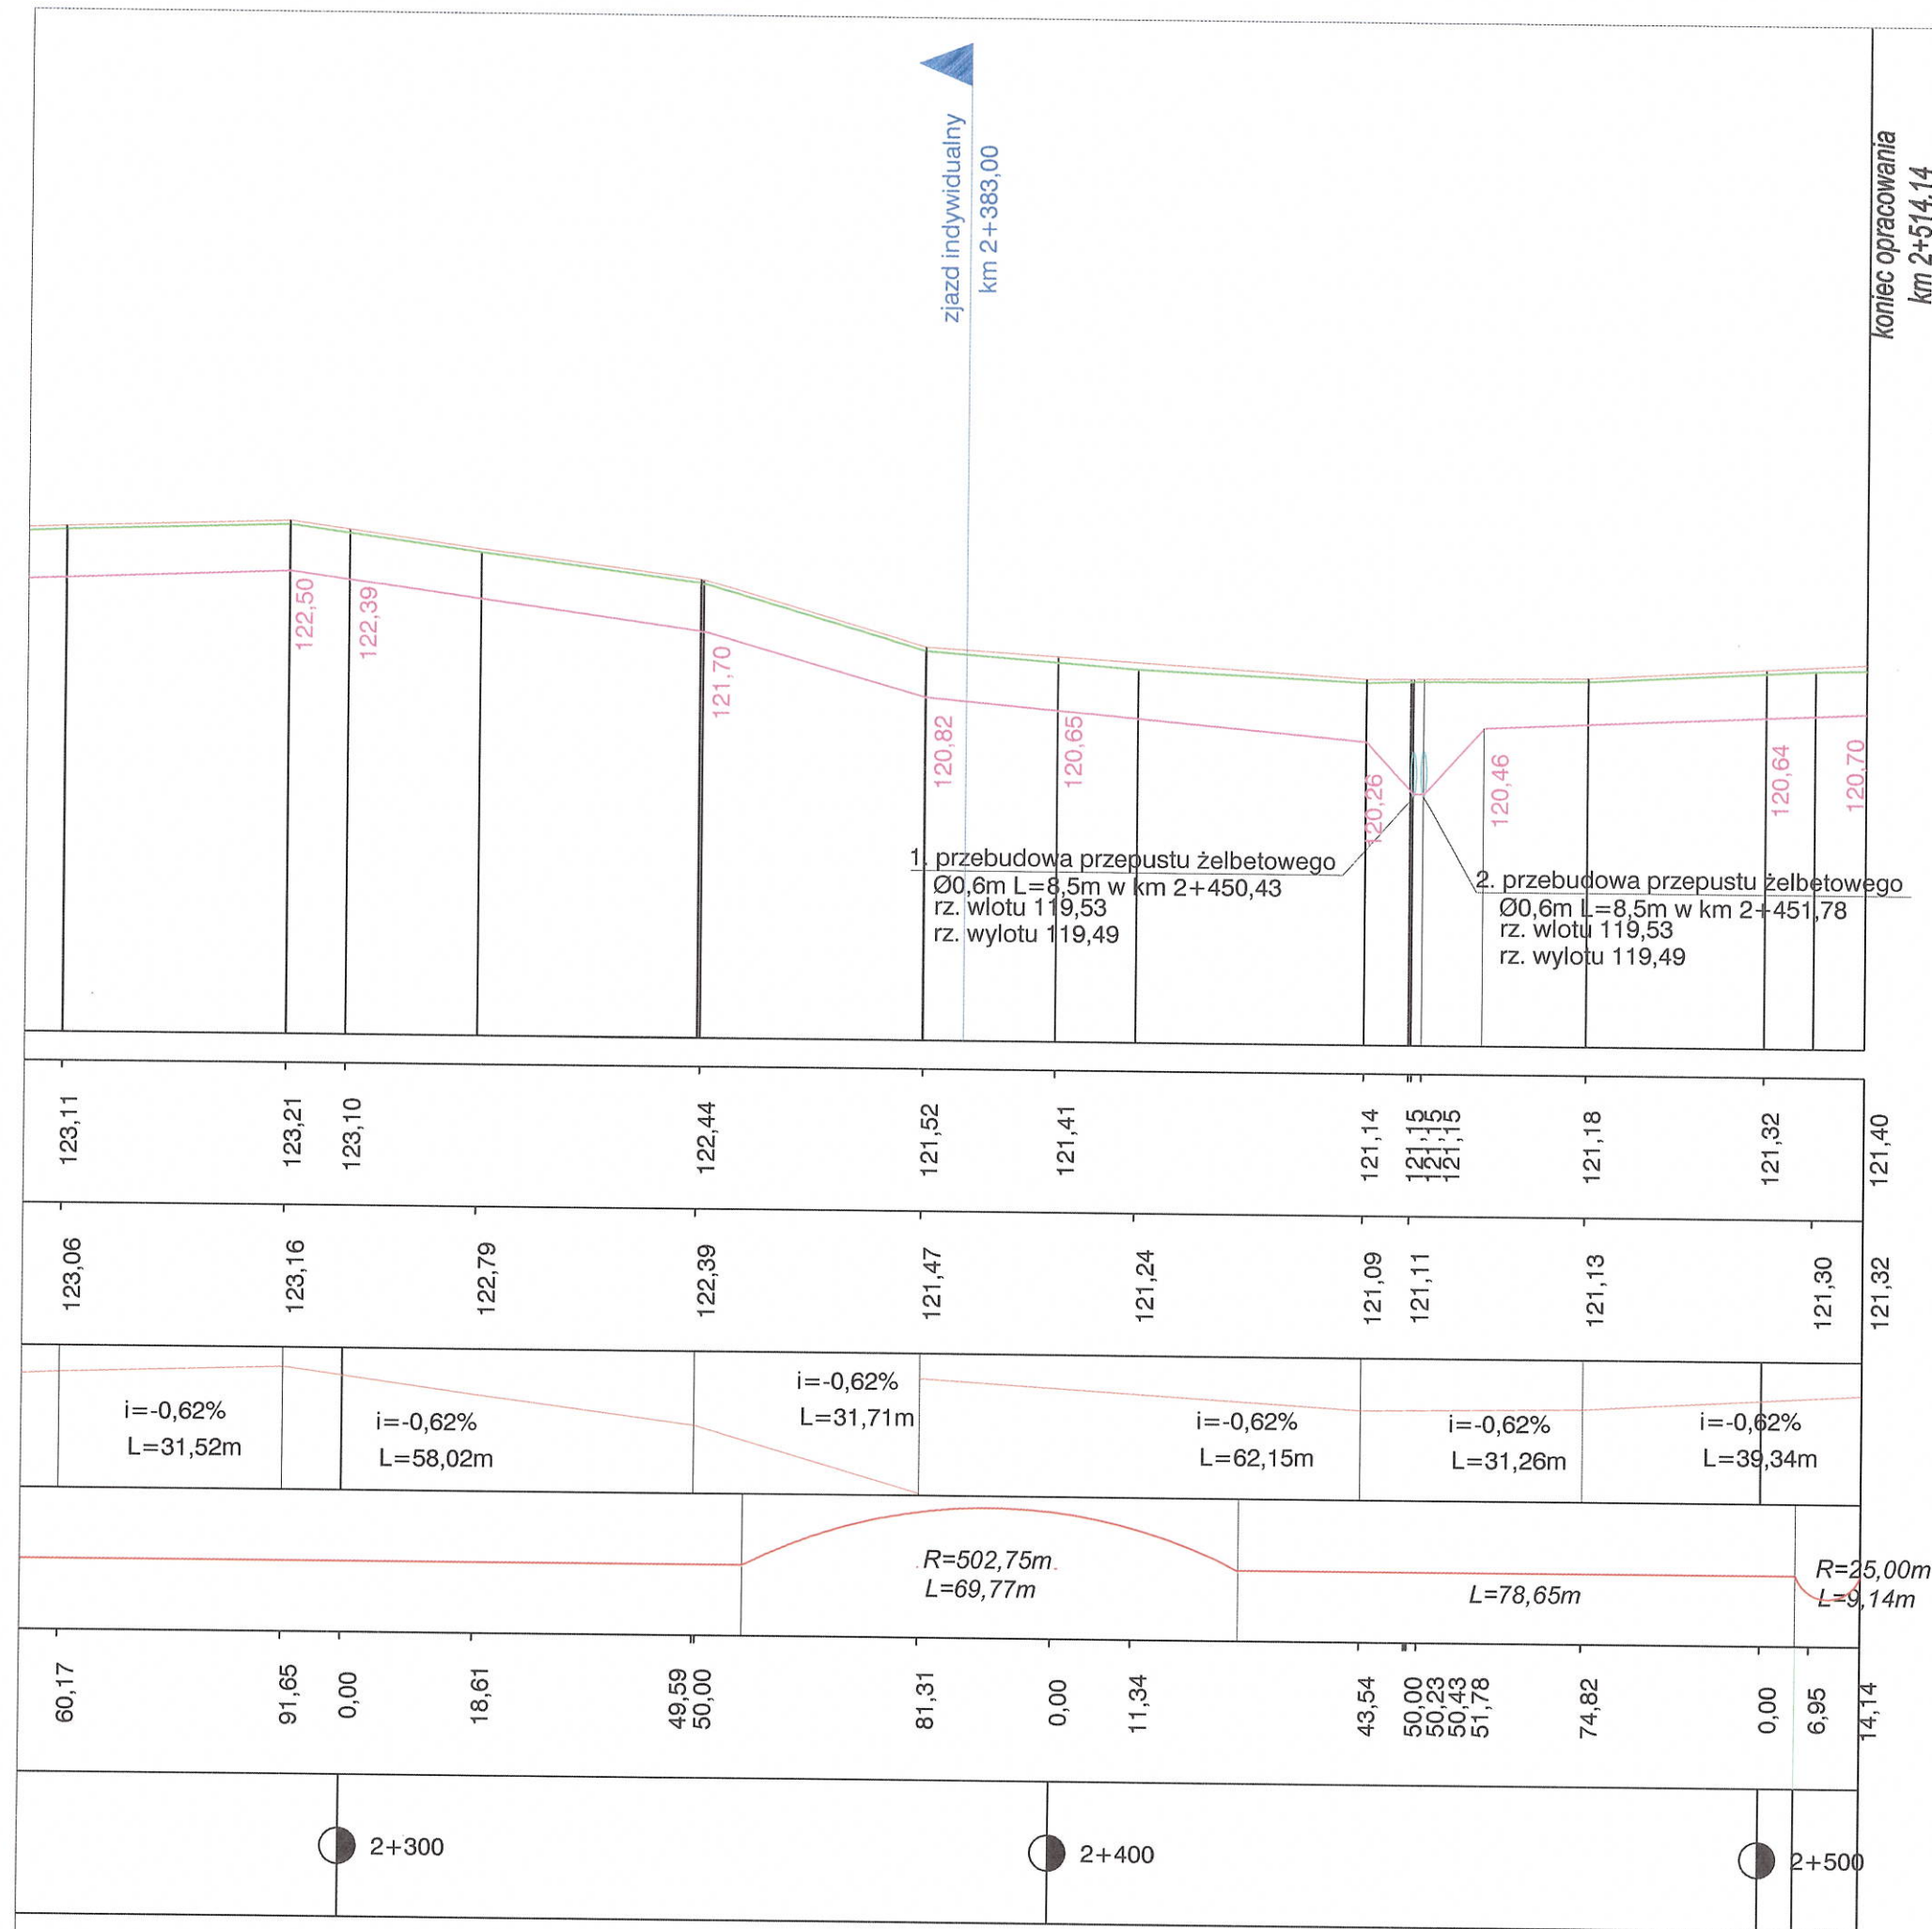 zjazd indywidualny
km 2+383,00
koniec opracowania
km 2+514,14
122,50
122,39
121,70
120,82
120,65
120,26
120,46
120,64
120,70
1. przebudowa przepustu żelbetowego
Ø0,6m L=8,5m w km 2+450,43
rz. wlotu 119,53
rz. wylotu 119,49
2. przebudowa przepustu żelbetowego
Ø0,6m L=8,5m w km 2+451,78
rz. wlotu 119,53
rz. wylotu 119,49
123,11
123,21
123,10
122,44
121,52
121,41
121,14
121,15
121,15
121,15
121,18
121,32
121,40
123,06
123,16
122,79
122,39
121,47
121,24
121,09
121,11
121,13
121,30
121,32
i=-0,62%
L=31,52m
i=-0,62%
L=58,02m
i=-0,62%
L=31,71m
i=-0,62%
L=62,15m
i=-0,62%
L=31,26m
i=-0,62%
L=39,34m
R=502,75m
L=69,77m
L=78,65m
R=25,00m
L=9,14m
60,17
91,65
0,00
18,61
49,59
50,00
81,31
0,00
11,34
43,54
50,00
50,23
50,43
51,78
74,82
0,00
6,95
14,14
2+300
2+400
2+500